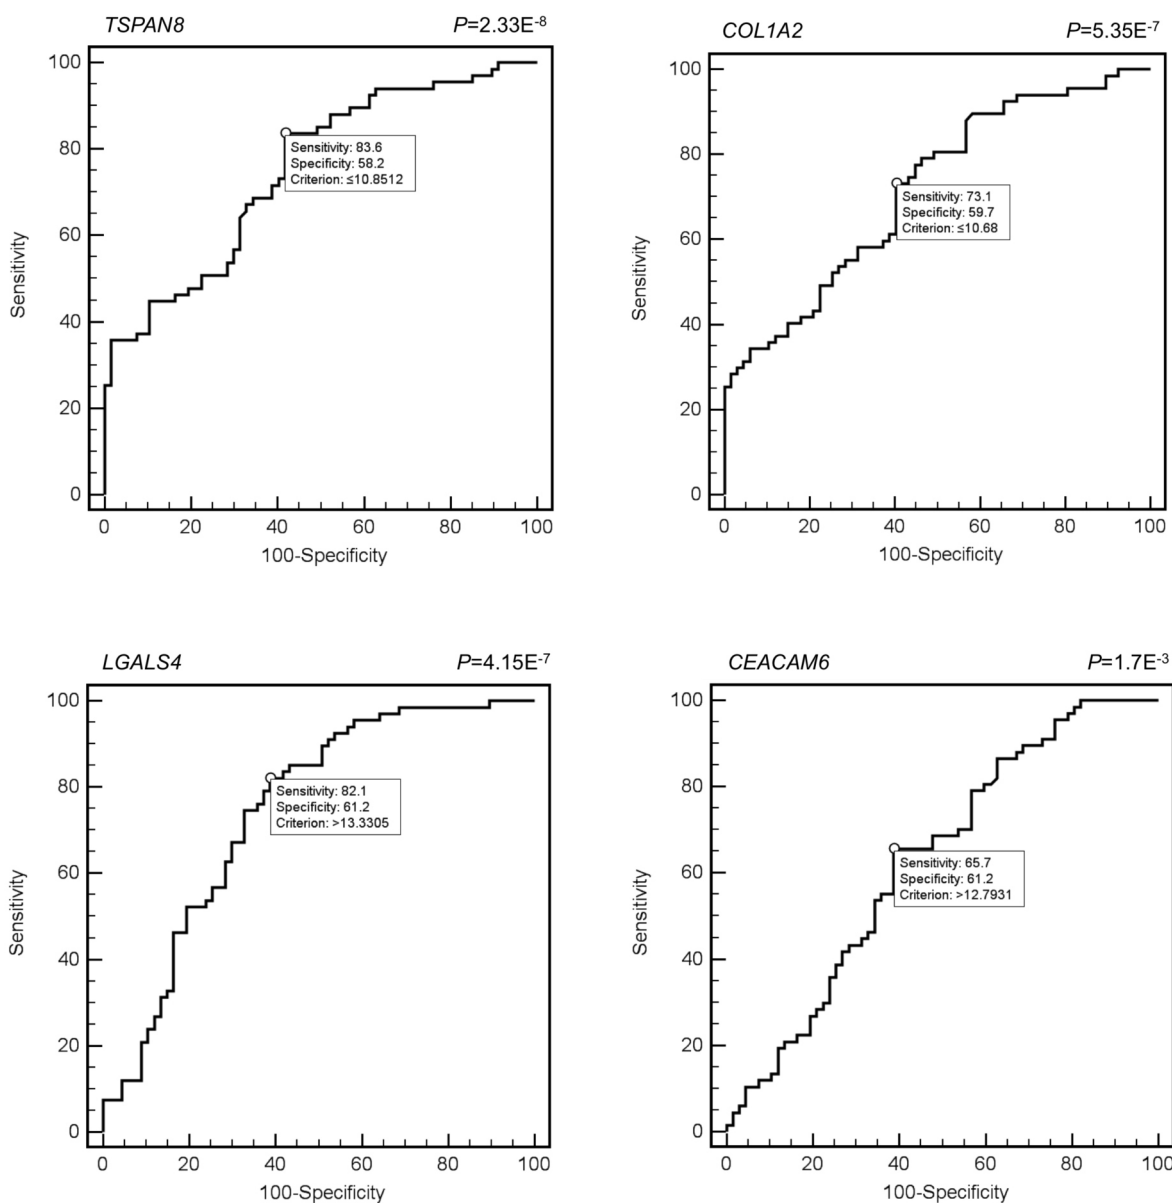 TSPAN8 P=2.33E-8
100
80
60
40
20
0
Sensitivity
Sensitivity: 83.6
Specificity: 58.2
Criterion: ≤10.8512
0 20 40 60 80 100
100-Specificity
COL1A2 P=5.35E-7
100
80
60
40
20
0
Sensitivity
Sensitivity: 73.1
Specificity: 59.7
Criterion: ≤10.68
0 20 40 60 80 100
100-Specificity
LGALS4 P=4.15E-7
100
80
60
40
20
0
Sensitivity
Sensitivity: 82.1
Specificity: 61.2
Criterion: >13.3305
0 20 40 60 80 100
100-Specificity
CEACAM6 P=1.7E-3
100
80
60
40
20
0
Sensitivity
Sensitivity: 65.7
Specificity: 61.2
Criterion: >12.7931
0 20 40 60 80 100
100-Specificity